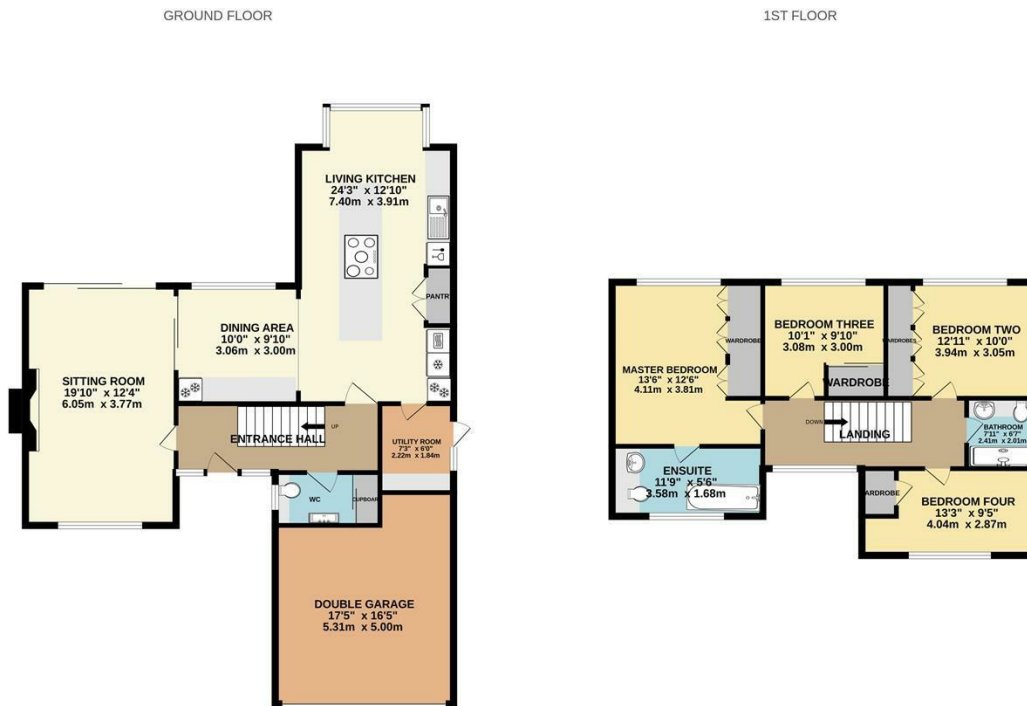 GROUND FLOOR
1ST FLOOR
LIVING KITCHEN
24'3" x 12'10"
7.40m x 3.91m
PANTR
DINING AREA
10'0" x 9'10"
3.06m x 3.00m
SITTING ROOM
19'10" x 12'4"
6.05m x 3.77m
UP
ENTRANCE HALL
UTILITY ROOM
7'3" x 6'0"
2.22m x 1.84m
WC
CUPBOAR
DOUBLE GARAGE
17'5" x 16'5"
5.31m x 5.00m
MASTER BEDROOM
13'6" x 12'6"
4.11m x 3.81m
WARDROBE
BEDROOM THREE
10'1" x 9'10"
3.08m x 3.00m
WARDROBE
WARDROBES
BEDROOM TWO
12'11" x 10'0"
3.94m x 3.05m
DOWN
LANDING
BATHROOM
7'11" x 6'7"
2.41m x 2.01m
ENSUITE
11'9" x 5'6"
3.58m x 1.68m
ARDROBE
BEDROOM FOUR
13'3" x 9'5"
4.04m x 2.87m